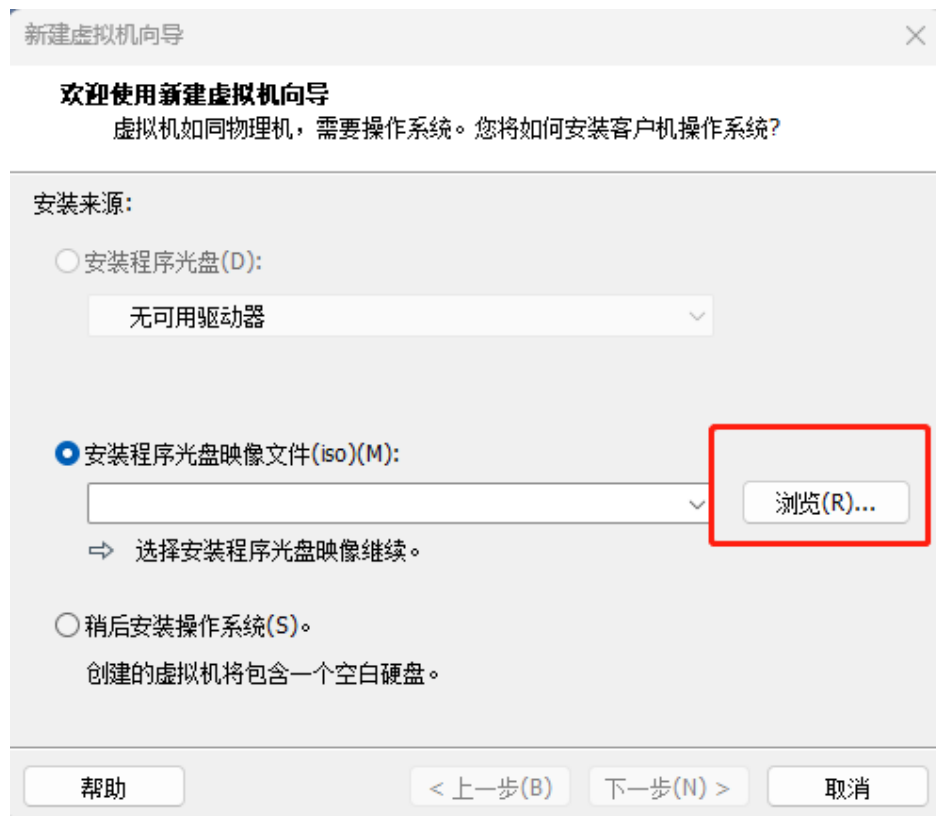 新建虚拟机向导
欢迎使用新建虚拟机向导
虚拟机如同物理机，需要操作系统。您将如何安装客户机操作系统?
安装来源:
安装程序光盘(D):
无可用驱动器
安装程序光盘映像文件(iso)(M):
浏览(R)...
选择安装程序光盘映像继续。
稍后安装操作系统(S)。
创建的虚拟机将包含一个空白硬盘。
帮助
< 上一步(B)
下一步(N) >
取消